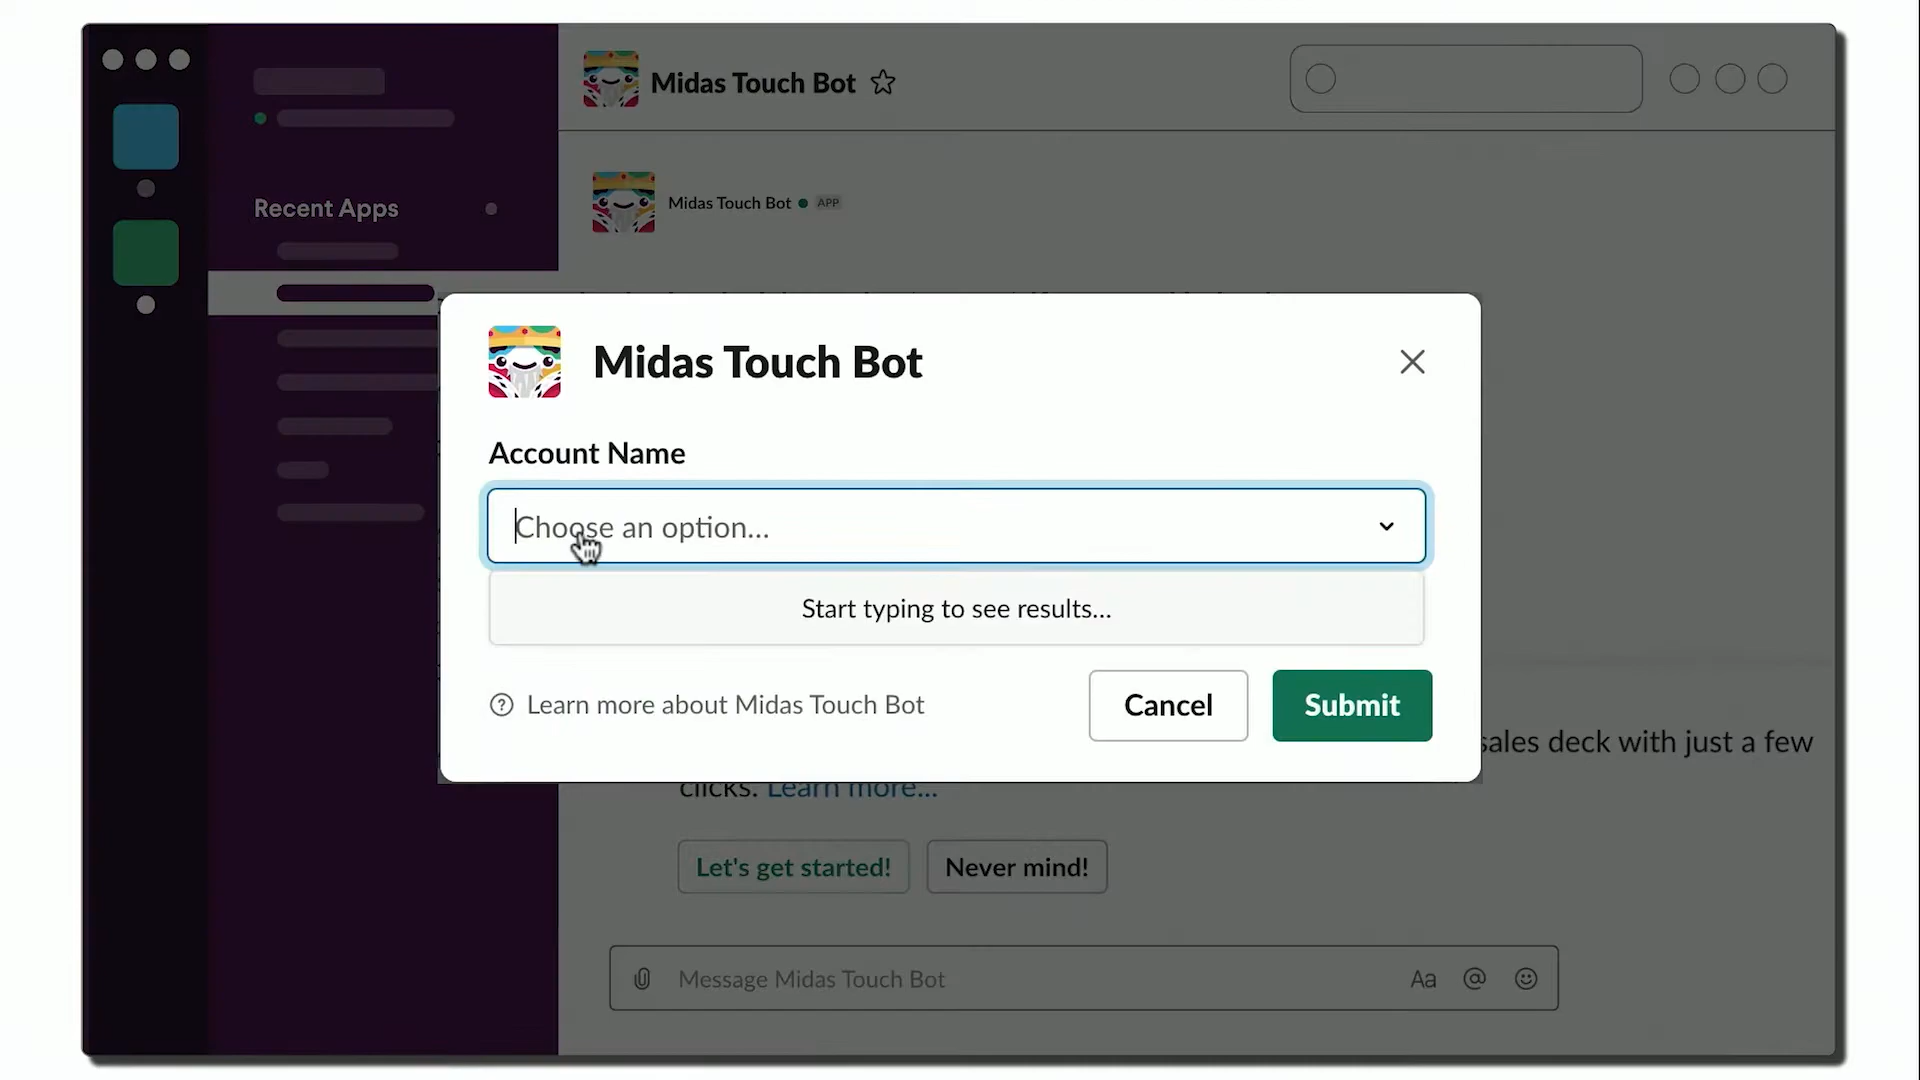 Midas Touch Bot
Recent Apps
Midas Touch Bot APP
Midas Touch Bot
Account Name
Choose an option...
Start typing to see results...
Learn more about Midas Touch Bot
Cancel
Submit
sales deck with just a few
clicks. Learn more...
Let's get started!
Never mind!
Message Midas Touch Bot
Aa
@